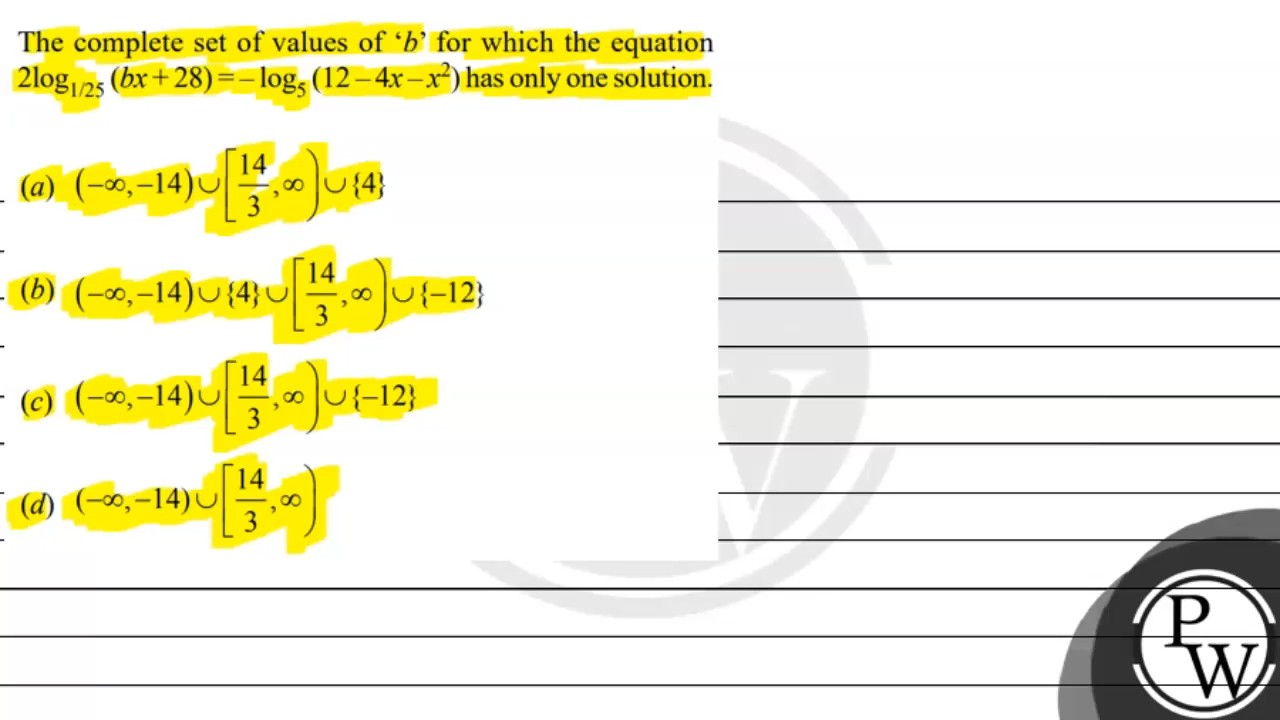 The complete set of values of ‘b’ for which the equation
2log₁/₂₅ (bx + 28) = – log₅ (12 – 4x – x²) has only one solution.
(a) (–∞, –14) ∪ [14/3, ∞) ∪ {4}
(b) (–∞, –14) ∪ {4} ∪ [14/3, ∞) ∪ {–12}
(c) (–∞, –14) ∪ [14/3, ∞) ∪ {–12}
(d) (–∞, –14) ∪ [14/3, ∞)
P
W